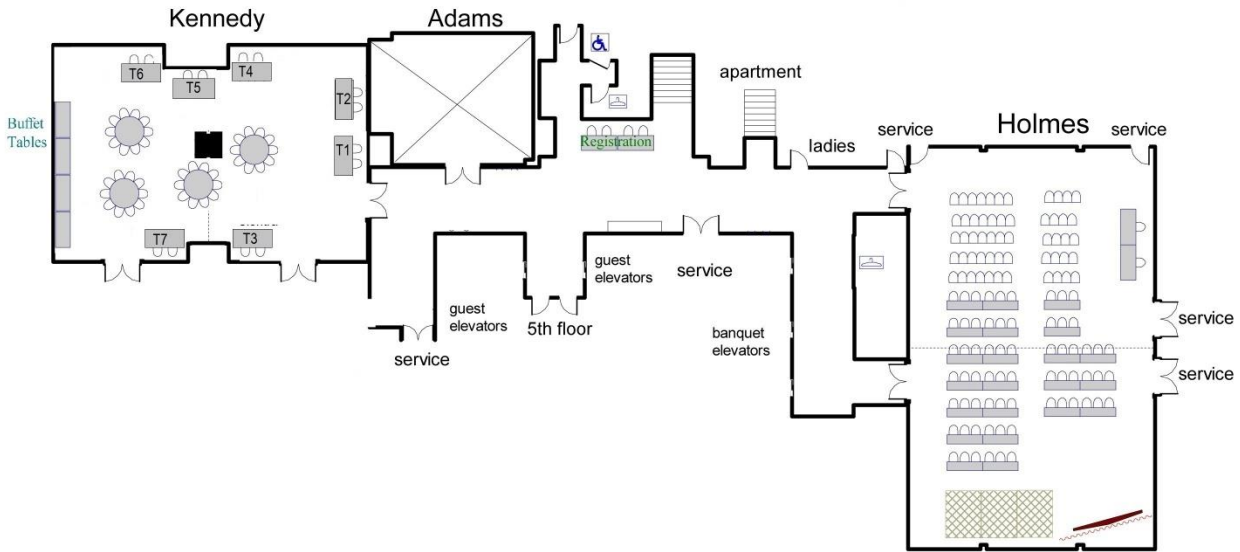 Kennedy
Adams
apartment
Holmes
service
service
ladies
T6
T5
T4
T2
T1
Buffet
Tables
Registration
T7
T3
guest
elevators
service
guest
elevators
5th floor
service
banquet
elevators
service
service